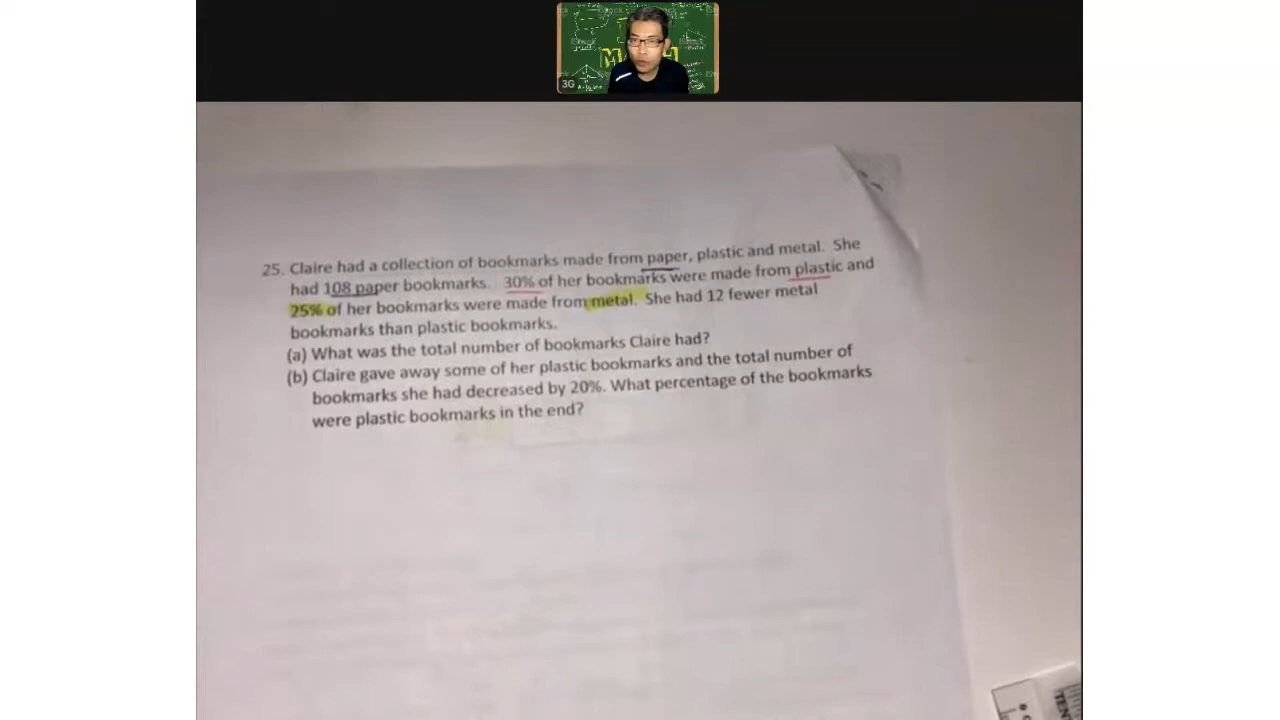 3G
25. Claire had a collection of bookmarks made from paper, plastic and metal. She
had 108 paper bookmarks. 30% of her bookmarks were made from plastic and
25% of her bookmarks were made from metal. She had 12 fewer metal
bookmarks than plastic bookmarks.
(a) What was the total number of bookmarks Claire had?
(b) Claire gave away some of her plastic bookmarks and the total number of
bookmarks she had decreased by 20%. What percentage of the bookmarks
were plastic bookmarks in the end?